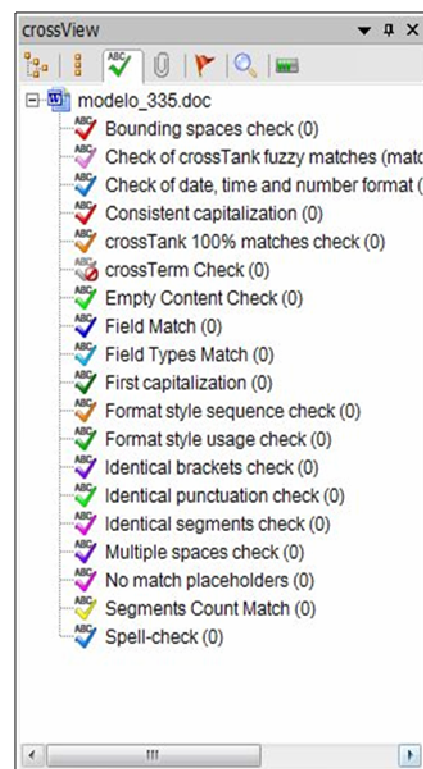 crossView
modelo_335.doc
Bounding spaces check (0)
Check of crossTank fuzzy matches (matc
Check of date, time and number format (
Consistent capitalization (0)
crossTank 100% matches check (0)
crossTerm Check (0)
Empty Content Check (0)
Field Match (0)
Field Types Match (0)
First capitalization (0)
Format style sequence check (0)
Format style usage check (0)
Identical brackets check (0)
Identical punctuation check (0)
Identical segments check (0)
Multiple spaces check (0)
No match placeholders (0)
Segments Count Match (0)
Spell-check (0)